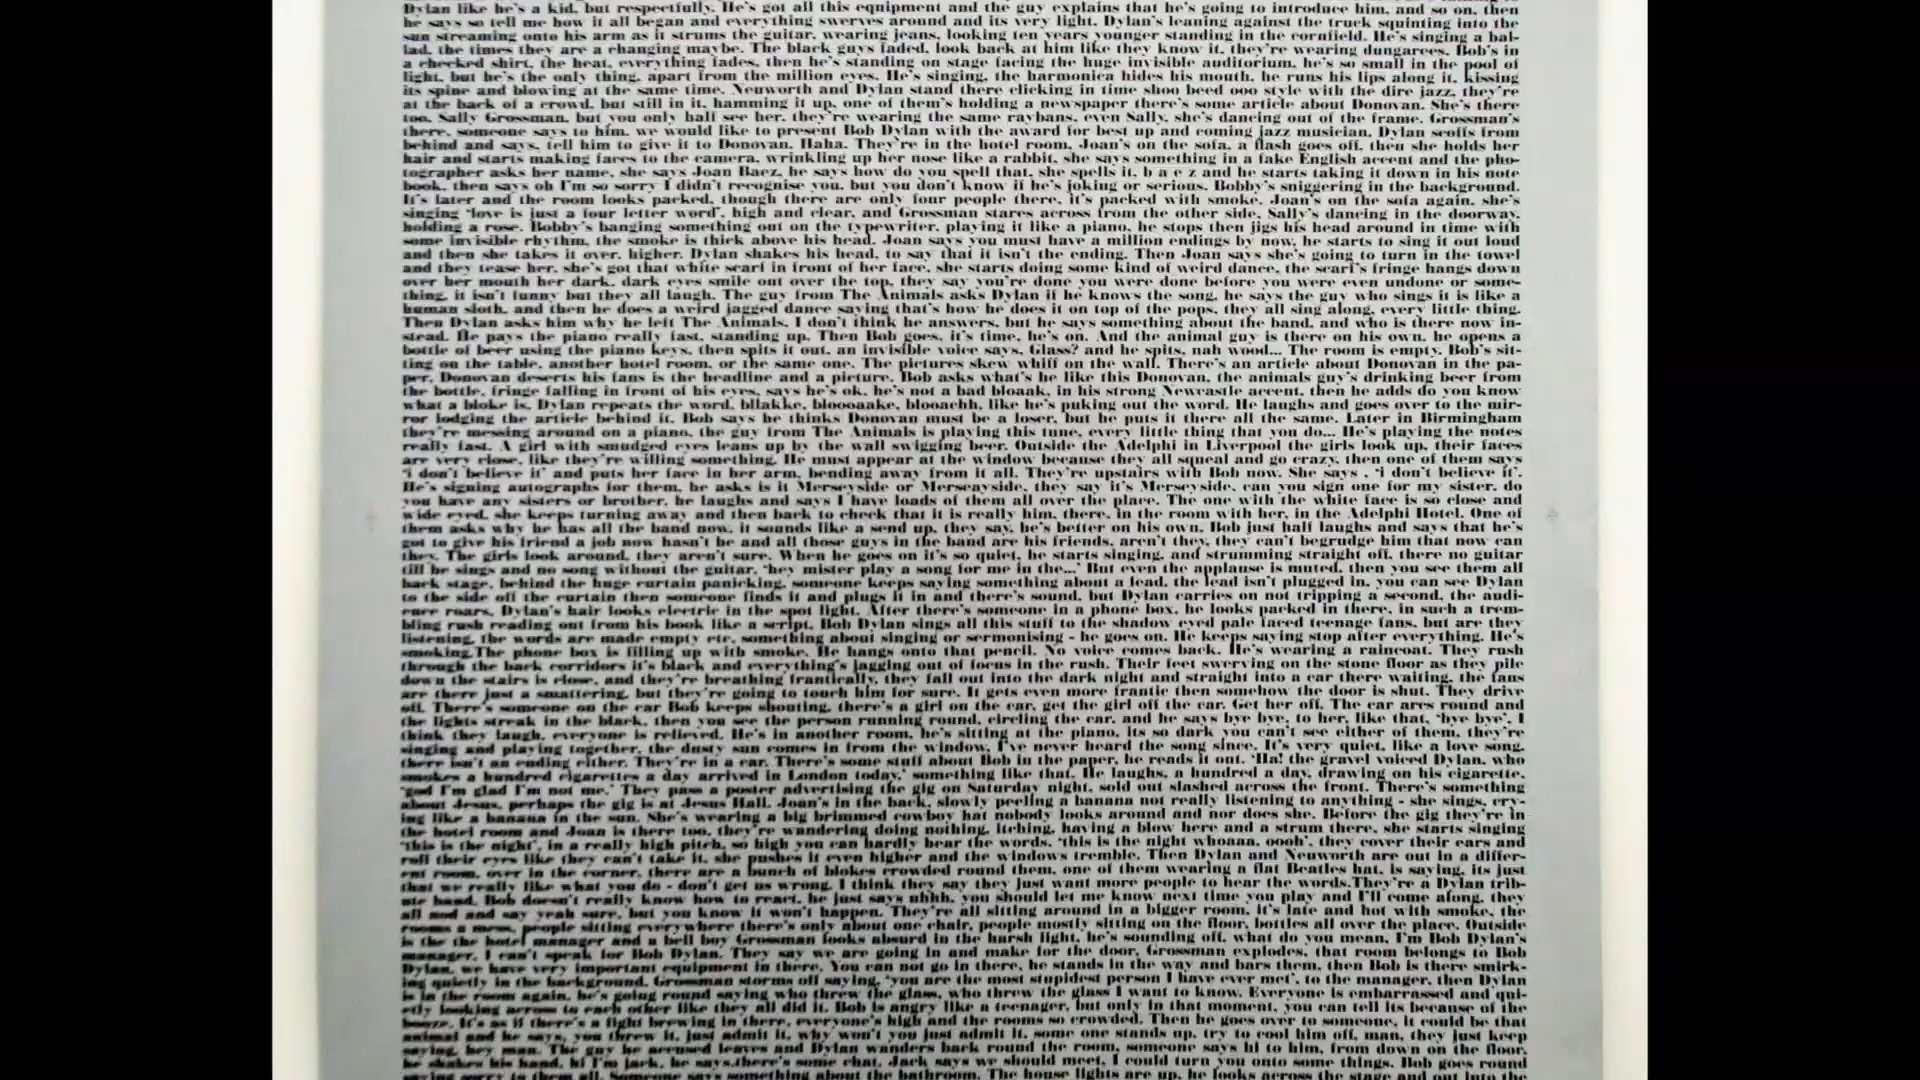 Dylan like he's a kid, but respectfully. He's got all this equipment and the guy explains that he's going to introduce him, and so on, then
he says so tell me how it all began and everything swerves around and its very light, Dylan's leaning against the truck squinting into the
sun streaming onto his arm as it strums the guitar, wearing jeans, looking ten years younger standing in the cornfield. He's singing a bal-
lad, the times they are a changing maybe. The black guys faded, look back at him like they know it, they're wearing dungarees. Bob's in
a checked shirt, the heat, everything fades, then he's standing on stage facing the huge invisible auditorium, he's so small in the pool of
light, but he's the only thing, apart from the million eyes. He's singing, the harmonica hides his mouth, he runs his lips along it, kissing
its spine and blowing at the same time. Neuworth and Dylan stand there clicking in time shoo beed ooo style with the dire jazz, they're
at the back of a crowd, but still in it, hamming it up, one of them's holding a newspaper there's some article about Donovan. She's there
too, Sally Grossman, but you only half see her, they're wearing the same raybans, even Sally, she's dancing out of the frame. Grossman's
there, someone says to him, we would like to present Bob Dylan with the award for best up and coming jazz musician, Dylan scoffs from
behind and says, tell him to give it to Donovan. Haha. They're in the hotel room, Joan's on the sofa, a flash goes off, then she holds her
hair and starts making faces to the camera, wrinkling up her nose like a rabbit, she says something in a fake English accent and the pho-
tographer asks her name, she says Joan Baez, he says how do you spell that, she spells it, b a e z and he starts taking it down in his note
book, then says oh I'm so sorry I didn't recognise you, but you don't know if he's joking or serious. Bobby's sniggering in the background.
It's later and the room looks packed, though there are only four people there, it's packed with smoke, Joan's on the sofa again, she's
singing 'love is just a four letter word', high and clear, and Grossman stares across from the other side, Sally's dancing in the doorway,
holding a rose. Bobby's banging something out on the typewriter, playing it like a piano, he stops then jigs his head around in time with
some invisible rhythm, the smoke is thick above his head. Joan says you must have a million endings by now, he starts to sing it out loud
and then she takes it over, higher. Dylan shakes his head, to say that it isn't the ending. Then Joan says she's going to turn in the towel
and they tease her, she's got that white scarf in front of her face, she starts doing some kind of weird dance, the scarf's fringe hangs down
over her mouth her dark, dark eyes smile out over the top, they say you're done you were done before you were even undone or some-
thing, it isn't funny but they all laugh. The guy from The Animals asks Dylan if he knows the song, he says the guy who sings it is like a
human sloth, and then he does a weird jagged dance saying that's how he does it on top of the pops, they all sing along, every little thing.
Then Dylan asks him why he left The Animals, I don't think he answers, but he says something about the band, and who is there now in-
stead. He pays the piano really fast, standing up. Then Bob goes, it's time, he's on. And the animal guy is there on his own, he opens a
bottle of beer using the piano keys, then spits it out, an invisible voice says, Glass? and he spits, nah wood... The room is empty. Bob's sit-
ting on the table, another hotel room, or the same one. The pictures skew whiff on the wall. There's an article about Donovan in the pa-
per, Donovan deserts his fans is the headline and a picture. Bob asks what's he like this Donovan, the animals guy's drinking beer from
the bottle, fringe falling in front of his eyes, says he's ok, he's not a bad bloaak, in his strong Newcastle accent, then he adds do you know
what a bloke is, Dylan repeats the word, bllakke, bloooaake, blooachh, like he's puking out the word. He laughs and goes over to the mir-
ror lodging the article behind it. Bob says he thinks Donovan must be a loser, but he puts it there all the same. Later in Birmingham
they're messing around on a piano, the guy from The Animals is playing this tune, every little thing that you do... He's playing the notes
really fast. A girl with smudged eyes leans up by the wall swigging beer. Outside the Adelphi in Liverpool the girls look up, their faces
are very close, like they're willing something. He must appear at the window because they all squeal and go crazy, then one of them says
'i don't believe it' and puts her face in her arm, bending away from it all. They're upstairs with Bob now. She says , 'i don't believe it'.
He's signing autographs for them, he asks is it Merseyside or Merseayside, they say it's Merseyside, can you sign one for my sister, do
you have any sisters or brother, he laughs and says I have loads of them all over the place. The one with the white face is so close and
wide eyed, she keeps turning away and then back to check that it is really him, there, in the room with her, in the Adelphi Hotel. One of
them asks why he has all the band now, it sounds like a send up, they say, he's better on his own. Bob just half laughs and says that he's
got to give his friend a job now hasn't he and all those guys in the band are his friends, aren't they, they can't begrudge him that now can
they. The girls look around, they aren't sure. When he goes on it's so quiet, he starts singing, and strumming straight off, there no guitar
till he sings and no song without the guitar, 'hey mister play a song for me in the...' But even the applause is muted, then you see them all
back stage, behind the huge curtain panicking, someone keeps saying something about a lead, the lead isn't plugged in, you can see Dylan
to the side off the curtain then someone finds it and plugs it in and there's sound, but Dylan carries on not tripping a second, the audi-
ence roars, Dylan's hair looks electric in the spot light. After there's someone in a phone box, he looks packed in there, in such a trem-
bling rush reading out from his book like a script, Bob Dylan sings all this stuff to the shadow eyed pale faced teenage fans, but are they
listening, the words are made empty etc, something about singing or sermonising - he goes on. He keeps saying stop after everything. He's
smoking.The phone box is filling up with smoke. He hangs onto that pencil. No voice comes back. He's wearing a raincoat. They rush
through the back corridors it's black and everything's jagging out of focus in the rush. Their feet swerving on the stone floor as they pile
down the stairs is close, and they're breathing frantically, they fall out into the dark night and straight into a car there waiting, the fans
are there just a smattering, but they're going to touch him for sure. It gets even more frantic then somehow the door is shut. They drive
off. There's someone on the car Bob keeps shouting, there's a girl on the car, get the girl off the car. Get her off. The car arcs round and
the lights streak in the black, then you see the person running round, circling the car, and he says bye bye, to her, like that, 'bye bye', I
think they laugh, everyone is relieved. He's in another room, he's sitting at the piano, its so dark you can't see either of them, they're
singing and playing together, the dusty sun comes in from the window, I've never heard the song since. It's very quiet, like a love song,
there isn't an ending either. They're in a car. There's some stuff about Bob in the paper, he reads it out. 'Ha! the gravel voiced Dylan, who
smokes a hundred cigarettes a day arrived in London today,' something like that. He laughs, a hundred a day, drawing on his cigarette,
'god I'm glad I'm not me.' They pass a poster advertising the gig on Saturday night, sold out slashed across the front. There's something
about Jesus, perhaps the gig is at Jesus Hall. Joan's in the back, slowly peeling a banana not really listening to anything - she sings, cry-
ing like a banana in the sun. She's wearing a big brimmed cowboy hat nobody looks around and nor does she. Before the gig they're in
the hotel room and Joan is there too, they're wandering doing nothing, itching, having a blow here and a strum there, she starts singing
'this is the night', in a really high pitch, so high you can hardly hear the words, 'this is the night whoaaa, oooh', they cover their ears and
roll their eyes like they can't take it, she pushes it even higher and the windows tremble. Then Dylan and Neuworth are out in a differ-
ent room, over in the corner, there are a bunch of blokes crowded round them, one of them wearing a flat Beatles hat, is saying, its just
that we really like what you do - don't get us wrong, I think they say they just want more people to hear the words.They're a Dylan trib-
ute band. Bob doesn't really know how to react, he just says uhhh, you should let me know next time you play and I'll come along, they
all nod and say yeah sure, but you know it won't happen. They're all sitting around in a bigger room, it's late and hot with smoke, the
rooms a mess, people sitting everywhere there's only about one chair, people mostly sitting on the floor, bottles all over the place. Outside
is the the hotel manager and a bell boy Grossman looks absurd in the harsh light, he's sounding off, what do you mean, I'm Bob Dylan's
manager, I can't speak for Bob Dylan. They say we are going in and make for the door, Grossman explodes, that room belongs to Bob
Dylan, we have very important equipment in there. You can not go in there, he stands in the way and bars them, then Bob is there smirk-
ing quietly in the background. Grossman storms off saying, 'you are the most stupidest person I have ever met', to the manager, then Dylan
is in the room again, he's going round saying who threw the glass, who threw the glass I want to know. Everyone is embarrassed and qui-
etly looking across to each other like they all did it. Bob is angry like a teenager, but only in that moment, you can tell its because of the
booze. It's as if there's a fight brewing in there, everyone's high and the rooms so crowded. Then he goes over to someone, it could be that
animal and he says, you threw it, just admit it, why won't you just admit it, some one stands up, try to cool him off, man, they just keep
saying, hey man. The guy he accused leaves and Dylan wanders back round the room, someone says hI to him, from down on the floor,
he shakes his hand, hi I'm jack, he says.there's some chat, Jack says we should meet, I could turn you onto some things. Bob goes round
saying sorry to them all. Someone says something about the bathroom. The house lights are up, he looks across the stage and out into the